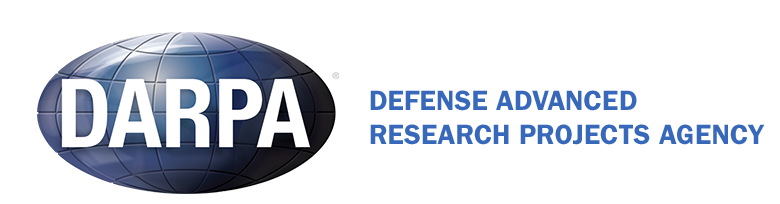 DARPA
DEFENSE ADVANCED
RESEARCH PROJECTS AGENCY